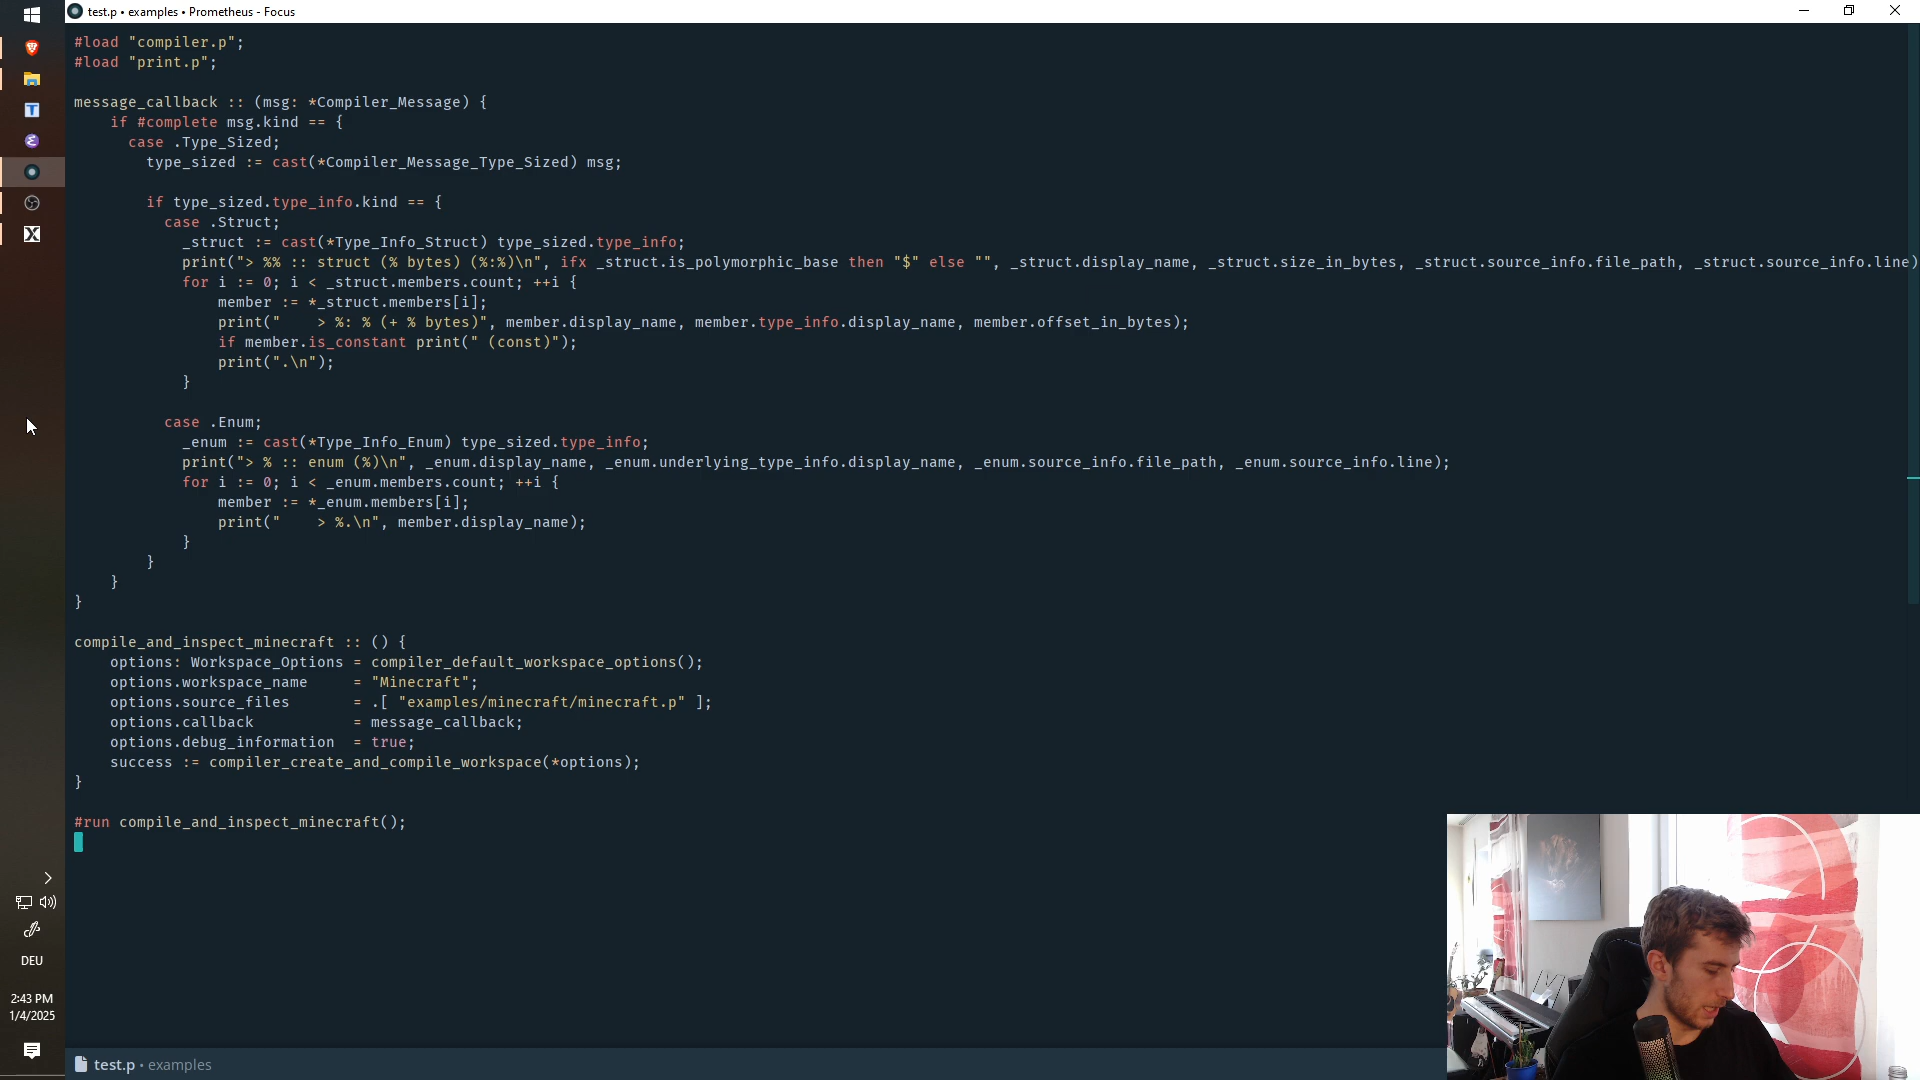 test.p • examples • Prometheus - Focus
#load "compiler.p";
#load "print.p";
message_callback :: (msg: *Compiler_Message) {
    if #complete msg.kind == {
      case .Type_Sized;
        type_sized := cast(*Compiler_Message_Type_Sized) msg;
        if type_sized.type_info.kind == {
          case .Struct;
            _struct := cast(*Type_Info_Struct) type_sized.type_info;
            print("> %% :: struct (% bytes) (%:%)\n", ifx _struct.is_polymorphic_base then "$" else "", _struct.display_name, _struct.size_in_bytes, _struct.source_info.file_path, _struct.source_info.line)
            for i := 0; i < _struct.members.count; ++i {
                member := *_struct.members[i];
                print("    > %: % (+ % bytes)", member.display_name, member.type_info.display_name, member.offset_in_bytes);
                if member.is_constant print(" (const)");
                print(".\n");
            }
          case .Enum;
            _enum := cast(*Type_Info_Enum) type_sized.type_info;
            print("> % :: enum (%)\n", _enum.display_name, _enum.underlying_type_info.display_name, _enum.source_info.file_path, _enum.source_info.line);
            for i := 0; i < _enum.members.count; ++i {
                member := *_enum.members[i];
                print("    > %.\n", member.display_name);
            }
        }
    }
}
compile_and_inspect_minecraft :: () {
    options: Workspace_Options = compiler_default_workspace_options();
    options.workspace_name     = "Minecraft";
    options.source_files       = .[ "examples/minecraft/minecraft.p" ];
    options.callback           = message_callback;
    options.debug_information  = true;
    success := compiler_create_and_compile_workspace(*options);
}
#run compile_and_inspect_minecraft();
DEU
2:43 PM
1/4/2025
test.p • examples